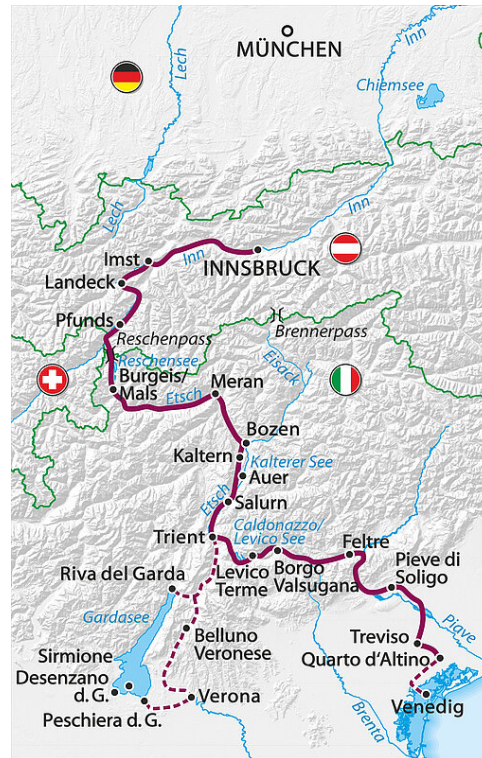 Lech
MÜNCHEN
Inn
Chiemsee
Lech
Inn
Imst
Inn
INNSBRUCK
Landeck
Pfunds
Reschenpass
Brennerpass
Reschensee
Burgeis/
Mals
Etsch
Meran
Eisack
Bozen
Kaltern
Kalterer See
Auer
Etsch
Salurn
Caldonazzo/
Levico See
Trient
Feltre
Levico
Terme
Borgo
Valsugana
Pieve di
Soligo
Riva del Garda
Gardasee
Piave
Belluno
Veronese
Treviso
Quarto d'Altino
Sirmione
Desenzano
d. G.
Verona
Venedig
Peschiera d. G.
Brenta